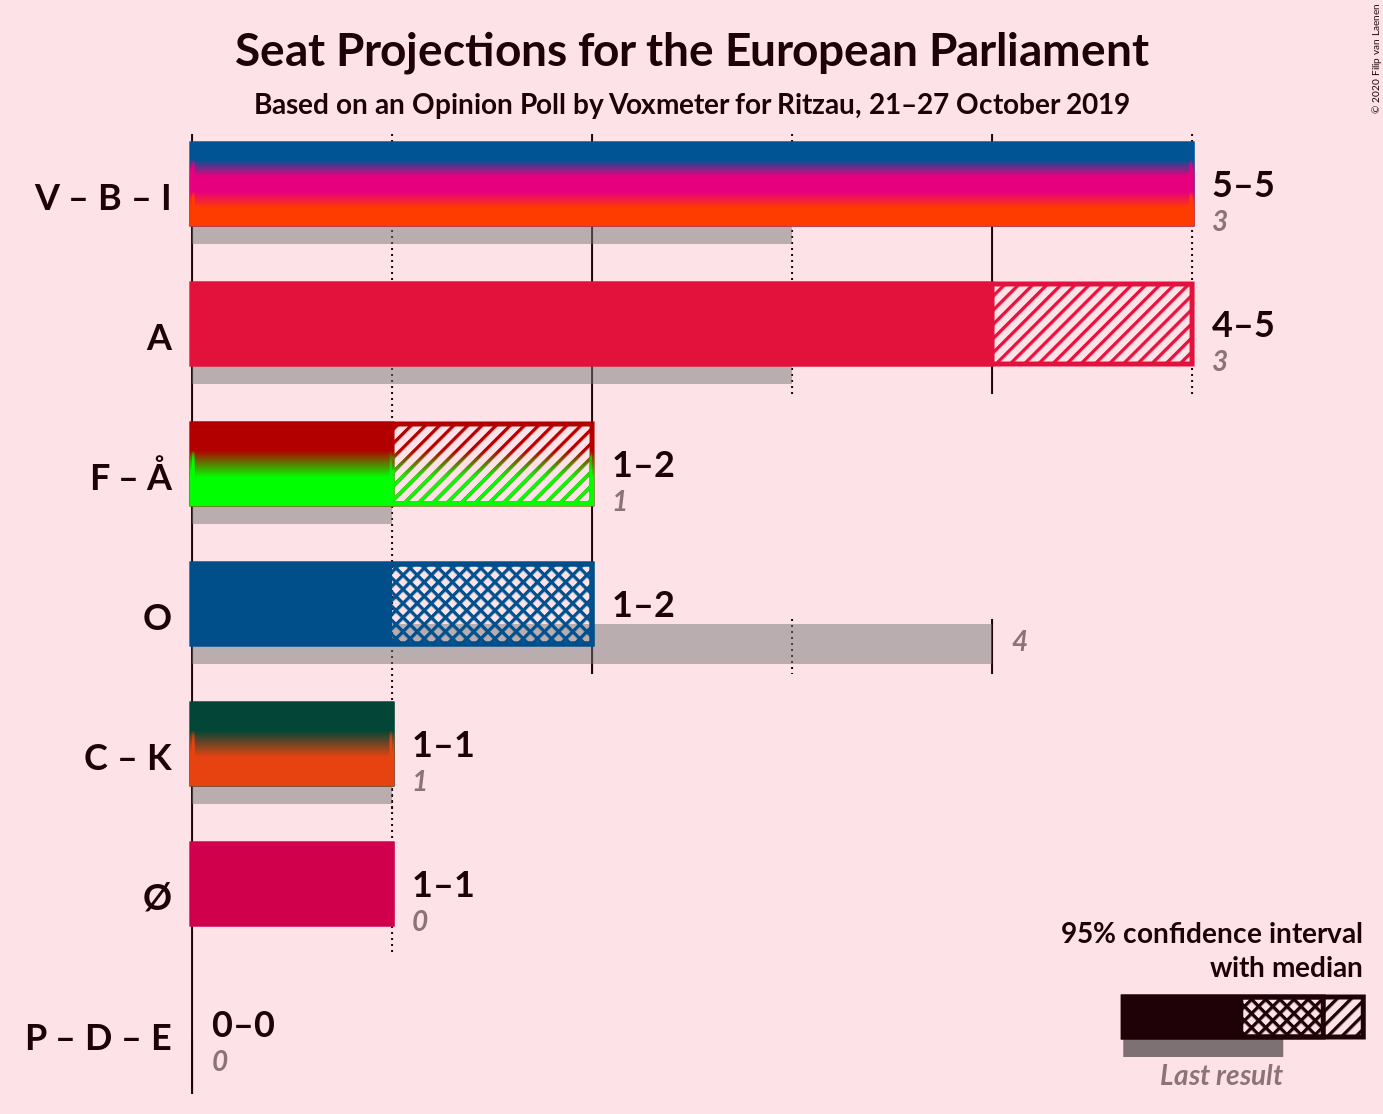 Seat Projections for the European Parliament
Based on an Opinion Poll by Voxmeter for Ritzau, 21–27 October 2019
© 2020 Filip van Laenen
V – B – I
5–5
3
A
4–5
3
F – Å
1–2
1
O
1–2
4
C – K
1–1
1
Ø
1–1
0
P – D – E
0–0
0
95% confidence interval
with median
Last result